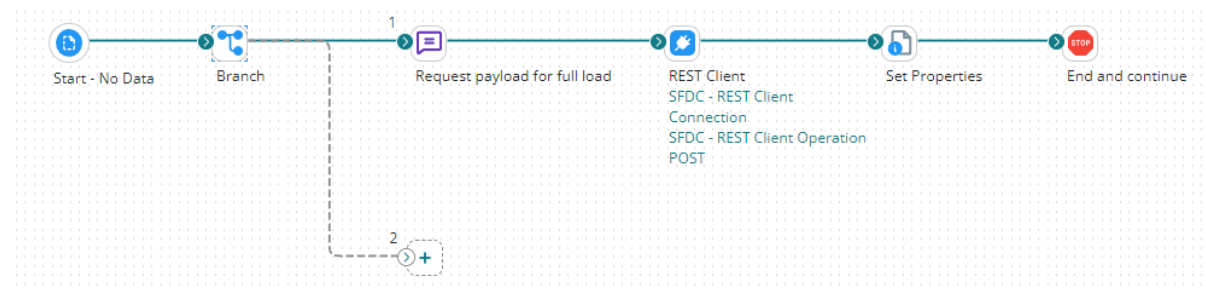 1
STOP
Start - No Data
Branch
Request payload for full load
REST Client
SFDC - REST Client
Connection
SFDC - REST Client Operation
POST
Set Properties
End and continue
2